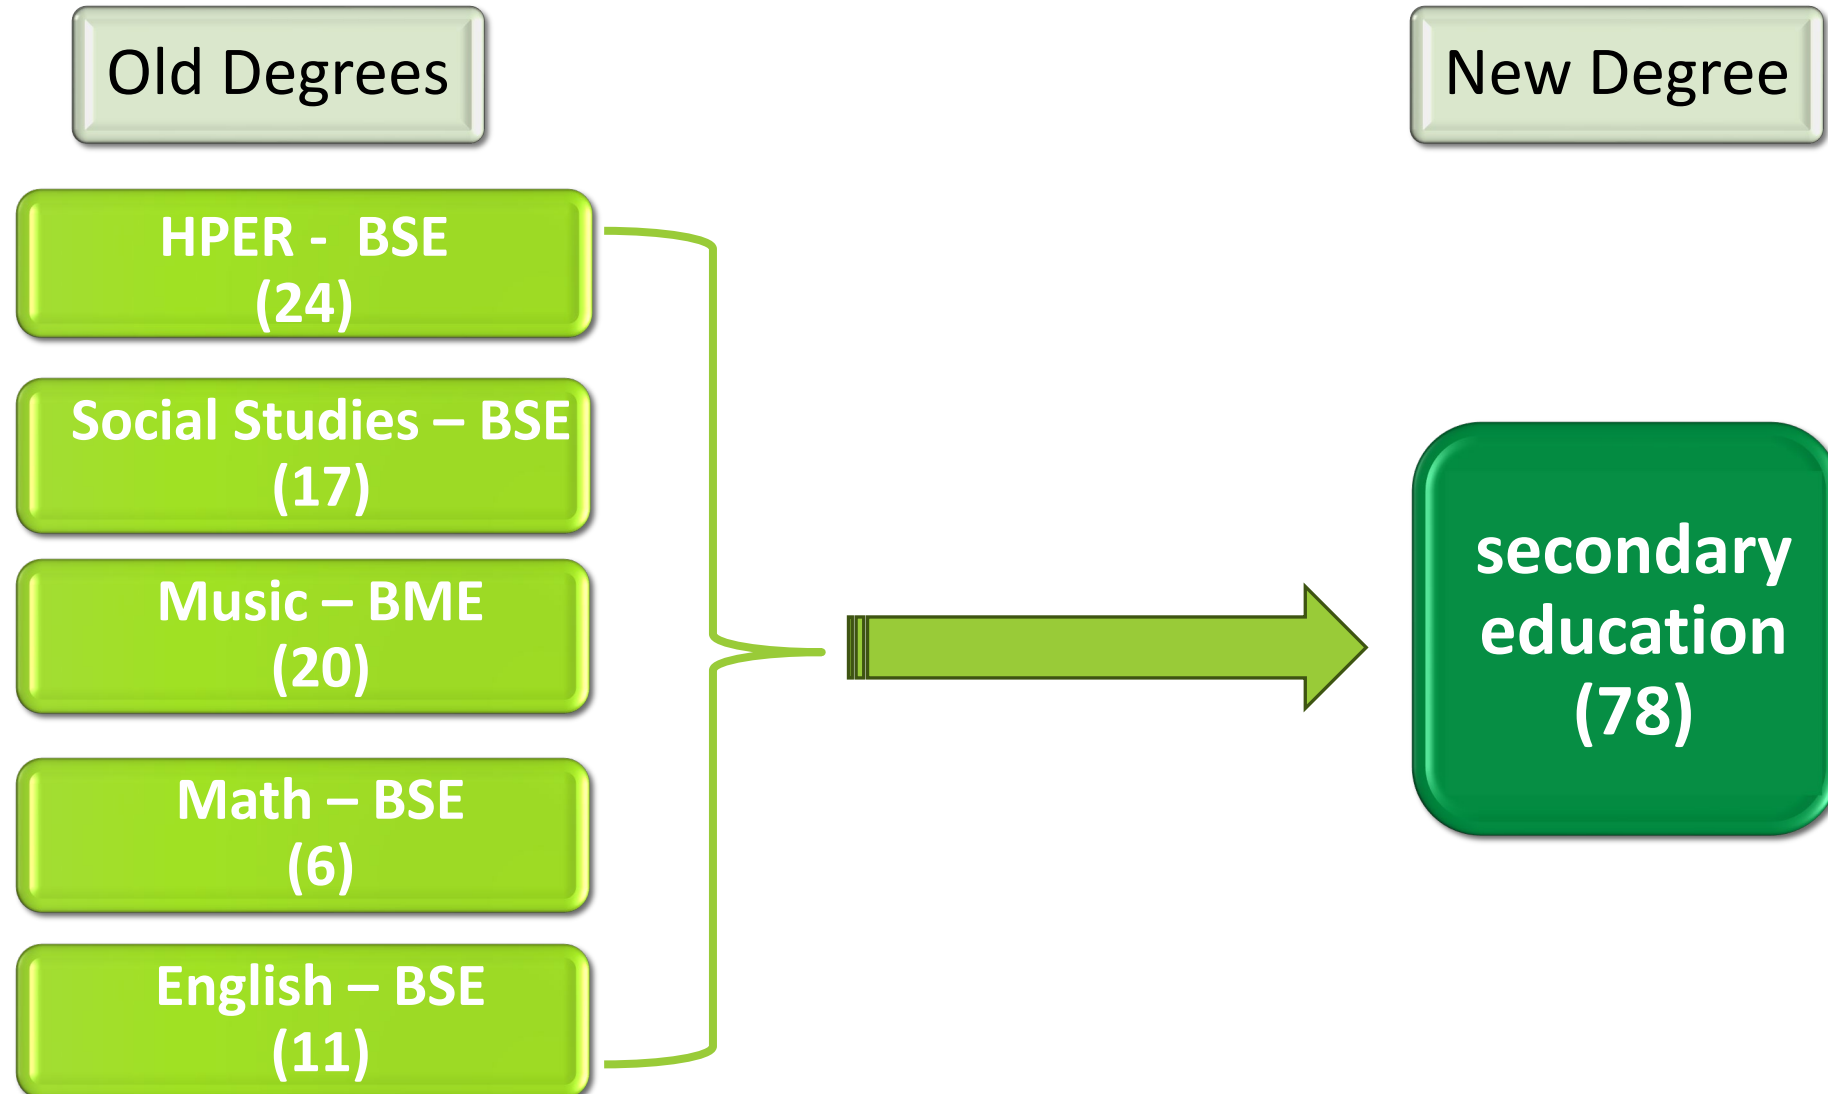 Old Degrees
New Degree
HPER -  BSE
(24)
Social Studies – BSE
(17)
Music – BME
(20)
Math – BSE
(6)
English – BSE
(11)
secondary
education
(78)